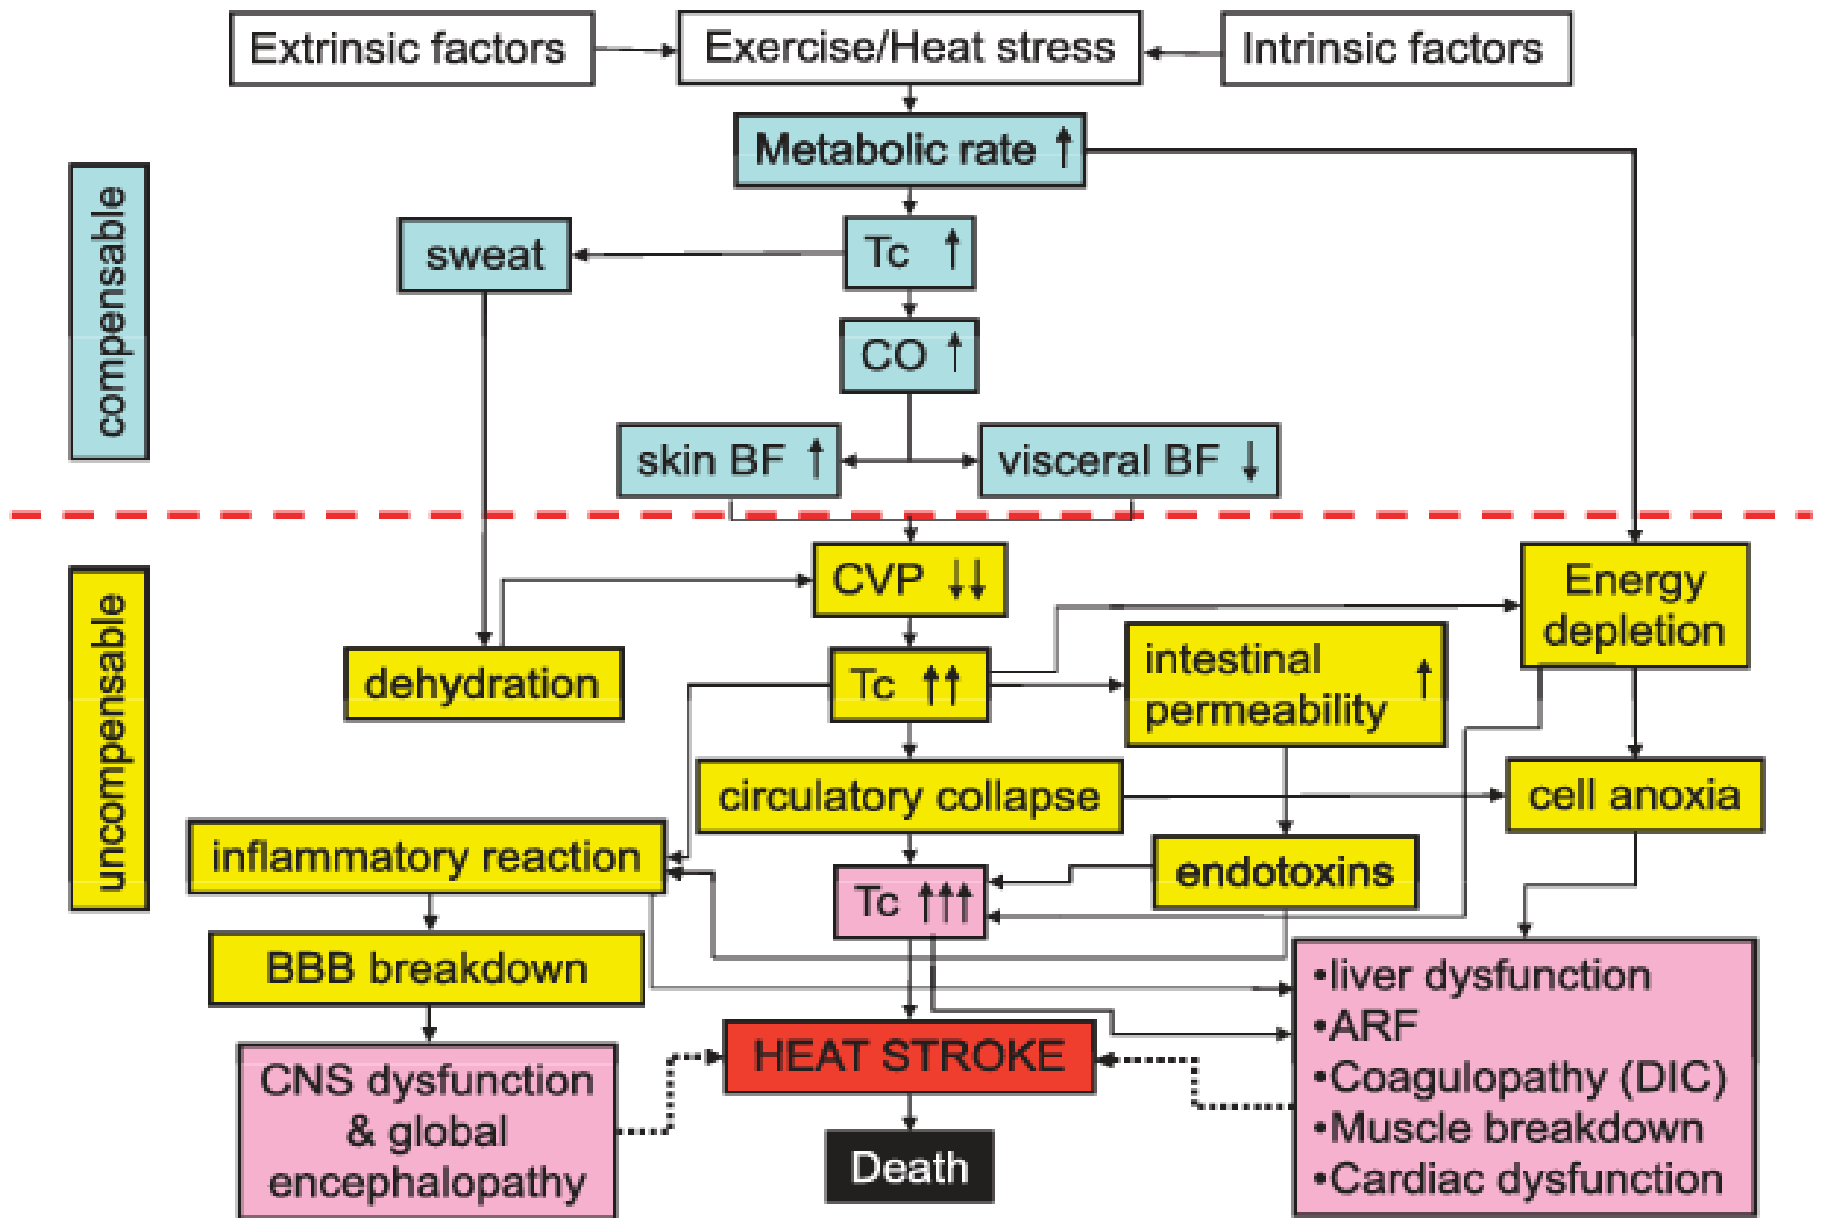 Extrinsic factors
Exercise/Heat stress
Intrinsic factors
Metabolic rate ↑
compensable
sweat
Tc ↑
CO ↑
skin BF ↑
visceral BF ↓
uncompensable
CVP ↓↓
Energy
depletion
dehydration
Tc ↑↑
intestinal
permeability ↑
circulatory collapse
cell anoxia
inflammatory reaction
endotoxins
Tc ↑↑↑
BBB breakdown
HEAT STROKE
CNS dysfunction
& global
encephalopathy
•liver dysfunction
•ARF
•Coagulopathy (DIC)
•Muscle breakdown
•Cardiac dysfunction
Death